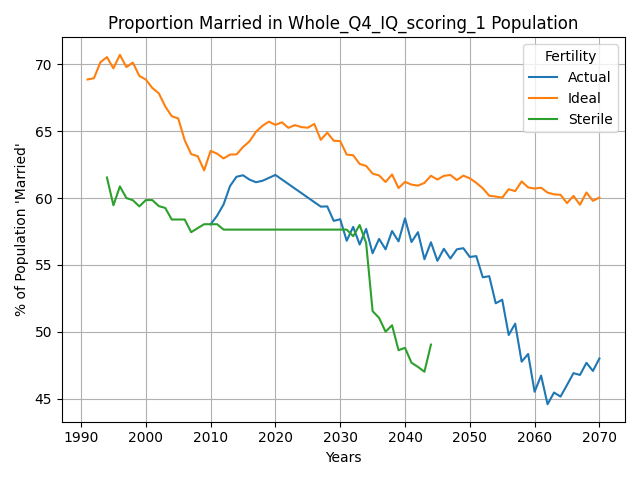 Proportion Married in Whole_Q4_IQ_scoring_1 Population
% of Population 'Married'
70
65
60
55
50
45
Fertility
Actual
Ideal
Sterile
1990 2000 2010 2020 2030 2040 2050 2060 2070
Years